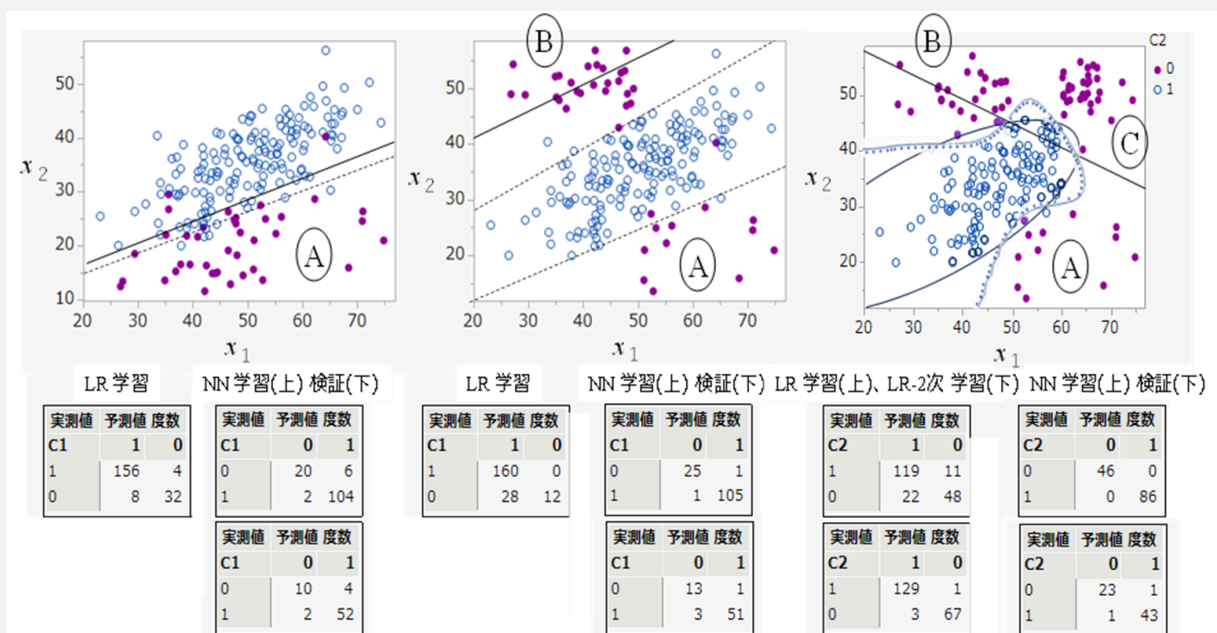 B
B
C2
0
1
50
40
30
20
10
x2
A
20 30 40 50 60 70
x1
50
40
30
20
x2
A
20 30 40 50 60 70
x1
50
40
30
20
x2
C
A
20 30 40 50 60 70
x1
LR 学習
NN 学習(上) 検証(下)
LR 学習
NN 学習(上) 検証(下)
LR 学習(上)、LR-2次 学習(下)
NN 学習(上) 検証(下)
実測値 予測値 度数
C1 1 0
1 156 4
0 8 32
実測値 予測値 度数
C1 0 1
0 20 6
1 2 104
実測値 予測値 度数
C1 1 0
1 160 0
0 28 12
実測値 予測値 度数
C1 0 1
0 25 1
1 1 105
実測値 予測値 度数
C2 1 0
1 119 11
0 22 48
実測値 予測値 度数
C2 0 1
0 46 0
1 0 86
実測値 予測値 度数
C1 0 1
0 10 4
1 2 52
実測値 予測値 度数
C1 0 1
0 13 1
1 3 51
実測値 予測値 度数
C2 1 0
1 129 1
0 3 67
実測値 予測値 度数
C2 0 1
0 23 1
1 1 43